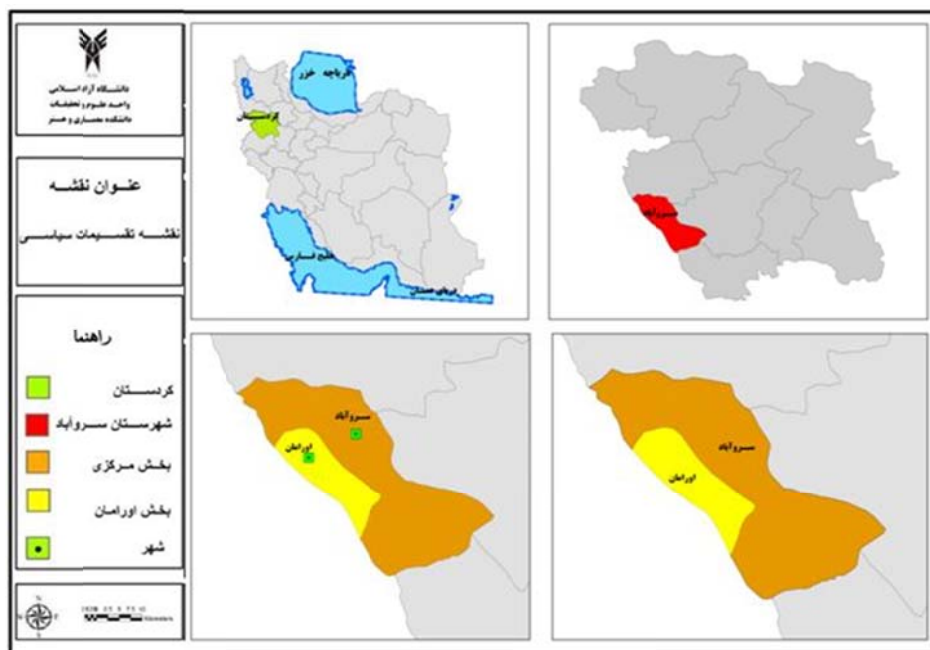 دانشگاه آزاد اسلامی
واحد علوم و تحقیقات
دانشکده معماری و هنر
عنوان نقشه
نقشه تقسیمات سیاسی
راهنما
کردستان
شهرستان سروآباد
بخش مرکزی
بخش اورامان
شهر
N
دریاچه خزر
کردستان
خلیج فارس
دریای عمان
سروآباد
سروآباد
اورامان
سروآباد
اورامان